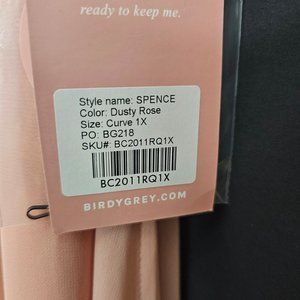 ready to keep me.
Style name: SPENCE
Color: Dusty Rose
Size: Curve 1X
PO: BG218
SKU#: BC2011RQ1X
BC2011RQ1X
BIRDYGREY.COM